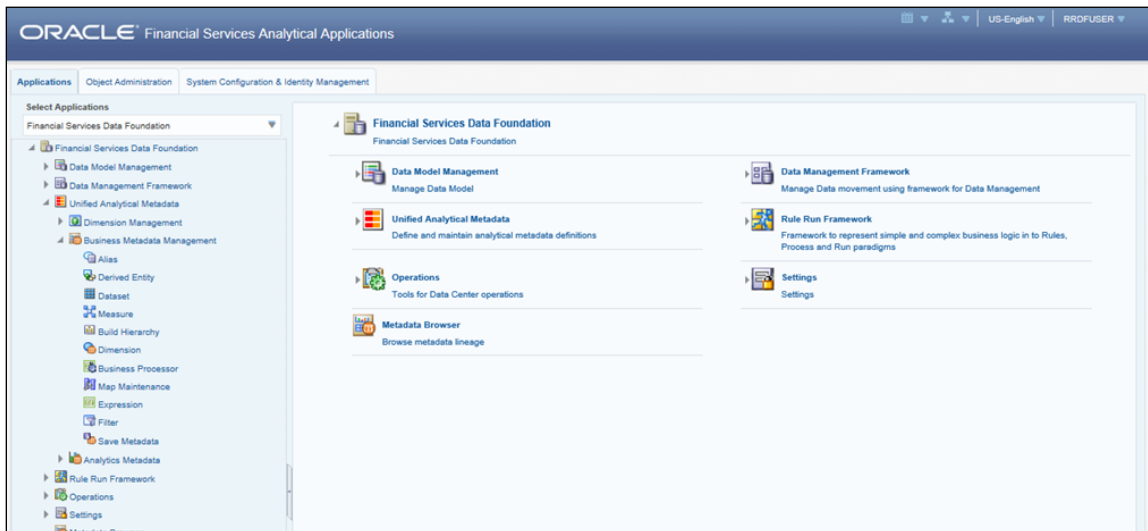 ORACLE® Financial Services Analytical Applications
US-English
RRDFUSER
Applications
Object Administration
System Configuration & Identity Management
Select Applications
Financial Services Data Foundation
Financial Services Data Foundation
Data Model Management
Data Management Framework
Unified Analytical Metadata
Dimension Management
Business Metadata Management
Alias
Derived Entity
Dataset
Measure
Build Hierarchy
Dimension
Business Processor
Map Maintenance
Expression
Filter
Save Metadata
Analytics Metadata
Rule Run Framework
Operations
Settings
Metadata Browser
Financial Services Data Foundation
Financial Services Data Foundation
Data Model Management
Manage Data Model
Data Management Framework
Manage Data movement using framework for Data Management
Unified Analytical Metadata
Define and maintain analytical metadata definitions
Rule Run Framework
Framework to represent simple and complex business logic in to Rules,
Process and Run paradigms
Operations
Tools for Data Center operations
Settings
Settings
Metadata Browser
Browse metadata lineage